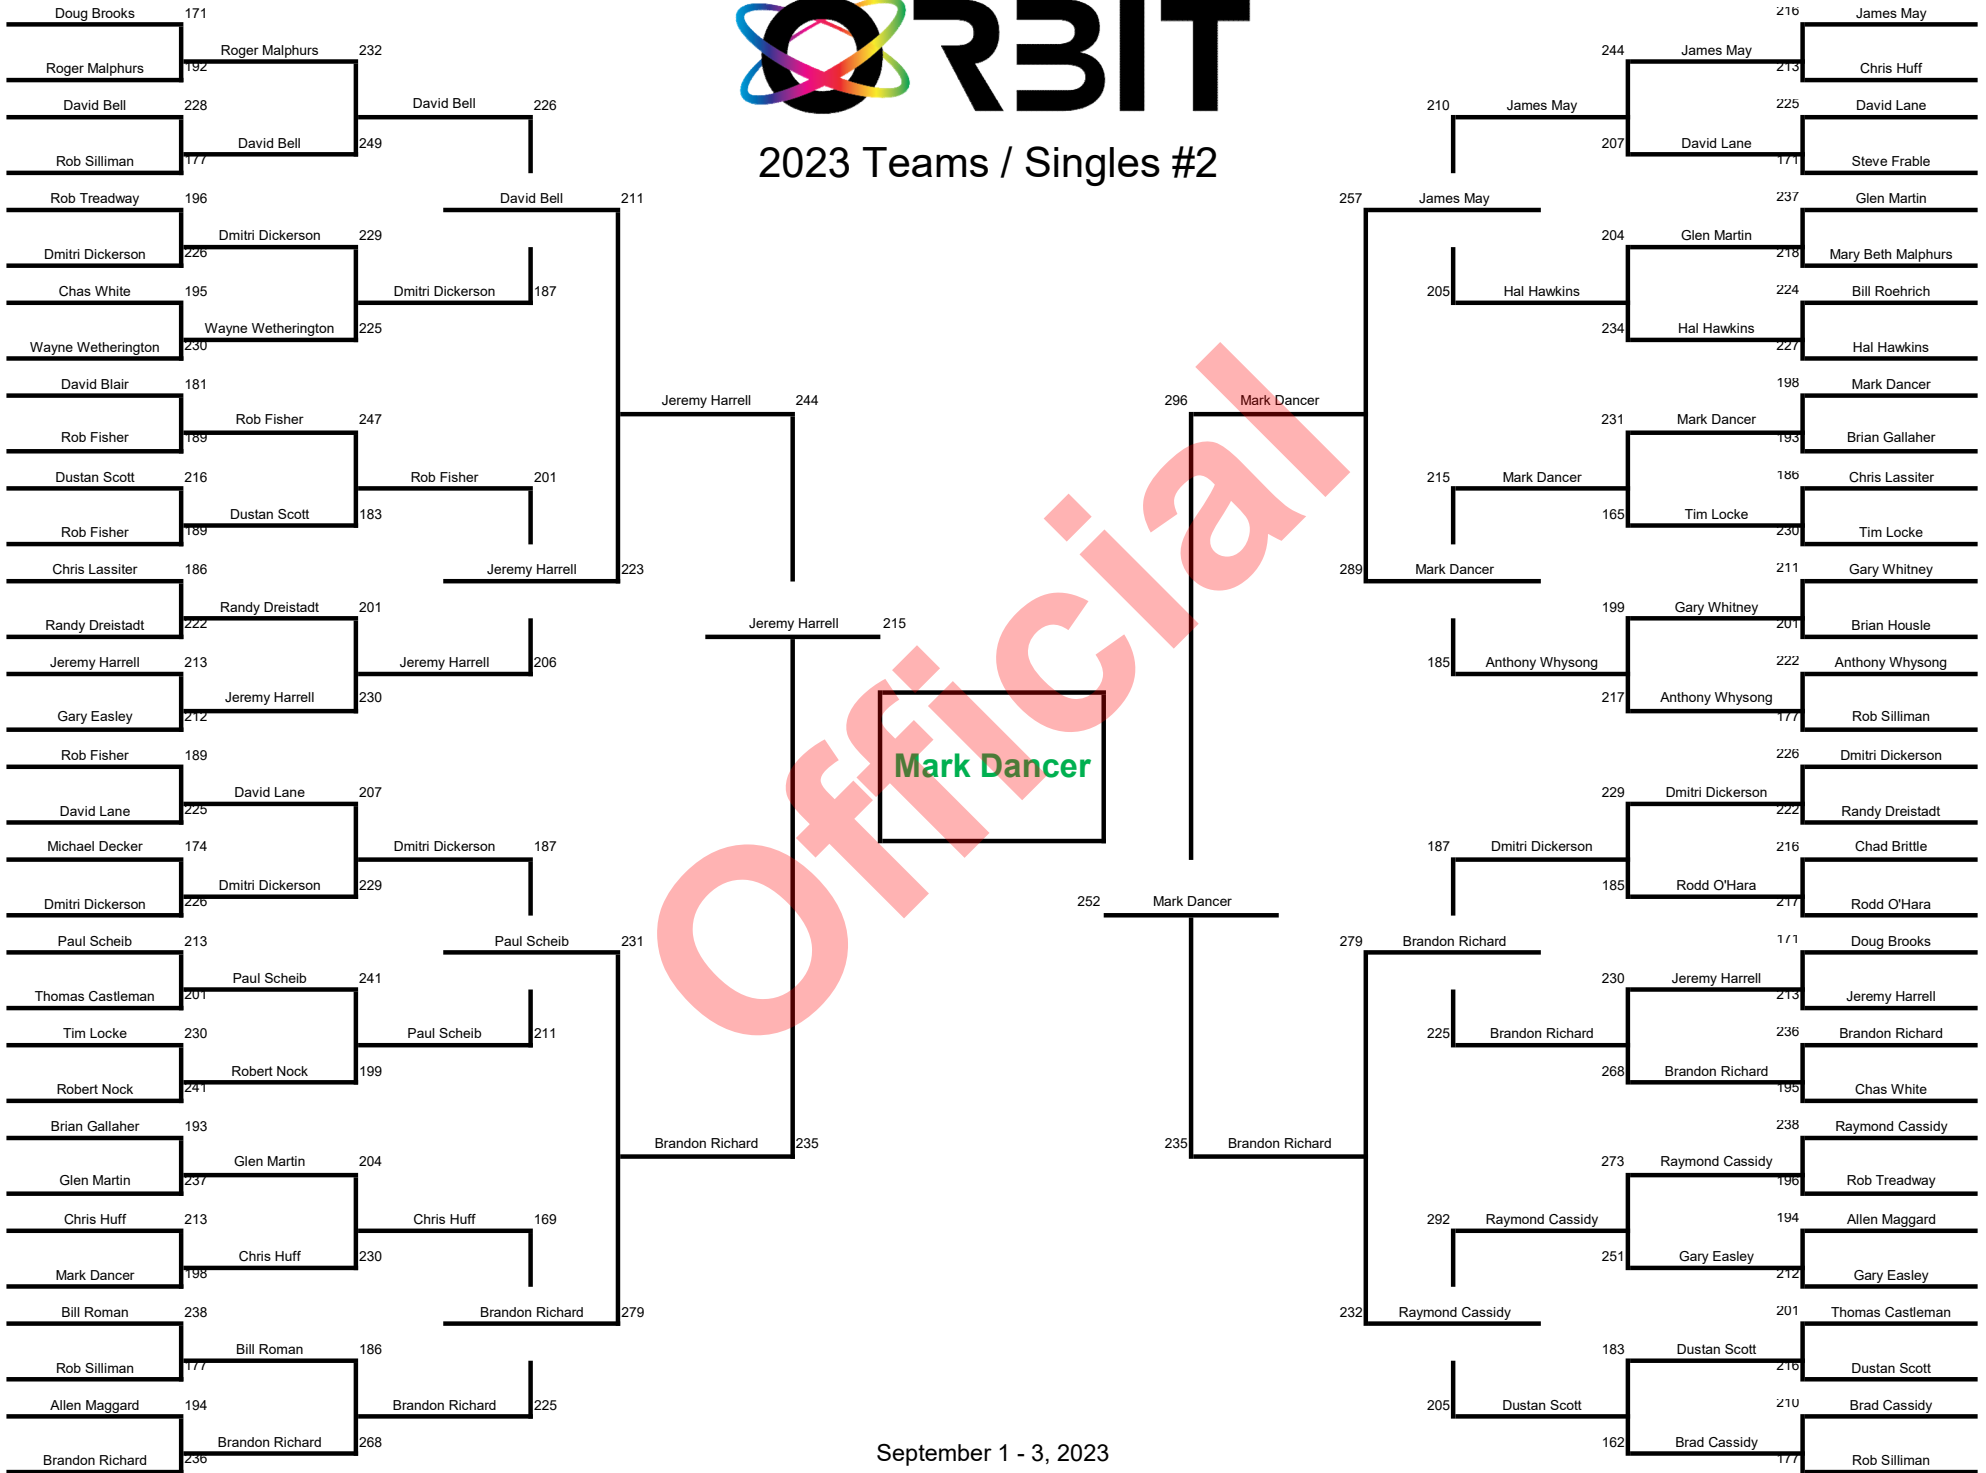 ORBIT
2023 Teams / Singles #2
Doug Brooks 171
Roger Malphurs 192
David Bell 228
Rob Silliman 177
Rob Treadway 196
Dmitri Dickerson 226
Chas White 195
Wayne Wetherington 230
David Blair 181
Rob Fisher 189
Dustan Scott 216
Rob Fisher 189
Chris Lassiter 186
Randy Dreistadt 222
Jeremy Harrell 213
Gary Easley 212
Rob Fisher 189
David Lane 225
Michael Decker 174
Dmitri Dickerson 226
Paul Scheib 213
Thomas Castleman 201
Tim Locke 230
Robert Nock 241
Brian Gallaher 193
Glen Martin 237
Chris Huff 213
Mark Dancer 198
Bill Roman 238
Rob Silliman 177
Allen Maggard 194
Brandon Richard 236
Roger Malphurs 232
David Bell 249
Dmitri Dickerson 229
Wayne Wetherington 225
Rob Fisher 247
Dustan Scott 183
Randy Dreistadt 201
Jeremy Harrell 230
David Lane 207
Dmitri Dickerson 229
Paul Scheib 241
Robert Nock 199
Glen Martin 204
Chris Huff 230
Bill Roman 186
Brandon Richard 268
David Bell 226
Dmitri Dickerson 187
Rob Fisher 201
Jeremy Harrell 206
Dmitri Dickerson 187
Paul Scheib 211
Chris Huff 169
Brandon Richard 225
David Bell 211
Jeremy Harrell 223
Paul Scheib 231
Brandon Richard 279
Jeremy Harrell 244
Brandon Richard 235
Jeremy Harrell 215
Mark Dancer
Official
252 Mark Dancer
296 Mark Dancer
235 Brandon Richard
257 James May
289 Mark Dancer
279 Brandon Richard
232 Raymond Cassidy
210 James May
205 Hal Hawkins
215 Mark Dancer
185 Anthony Whysong
187 Dmitri Dickerson
225 Brandon Richard
292 Raymond Cassidy
205 Dustan Scott
244 James May
207 David Lane
204 Glen Martin
234 Hal Hawkins
231 Mark Dancer
165 Tim Locke
199 Gary Whitney
217 Anthony Whysong
229 Dmitri Dickerson
185 Rodd O'Hara
230 Jeremy Harrell
268 Brandon Richard
273 Raymond Cassidy
251 Gary Easley
183 Dustan Scott
162 Brad Cassidy
216 James May
213 Chris Huff
225 David Lane
171 Steve Frable
237 Glen Martin
218 Mary Beth Malphurs
224 Bill Roehrich
227 Hal Hawkins
198 Mark Dancer
193 Brian Gallaher
186 Chris Lassiter
230 Tim Locke
211 Gary Whitney
201 Brian Housle
222 Anthony Whysong
177 Rob Silliman
226 Dmitri Dickerson
222 Randy Dreistadt
216 Chad Brittle
217 Rodd O'Hara
171 Doug Brooks
213 Jeremy Harrell
236 Brandon Richard
195 Chas White
238 Raymond Cassidy
196 Rob Treadway
194 Allen Maggard
212 Gary Easley
201 Thomas Castleman
216 Dustan Scott
210 Brad Cassidy
177 Rob Silliman
September 1 - 3, 2023